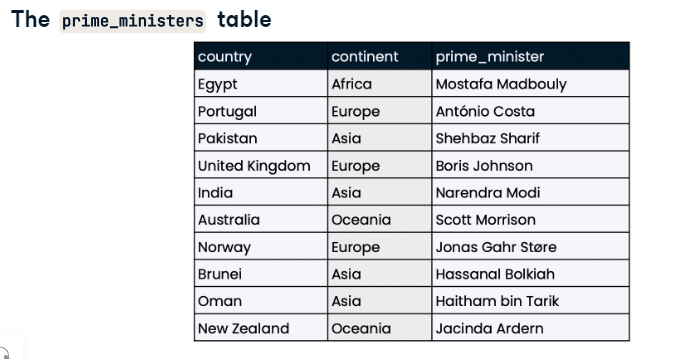 The prime_ministers table
country continent prime_minister
Egypt Africa Mostafa Madbouly
Portugal Europe António Costa
Pakistan Asia Shehbaz Sharif
United Kingdom Europe Boris Johnson
India Asia Narendra Modi
Australia Oceania Scott Morrison
Norway Europe Jonas Gahr Støre
Brunei Asia Hassanal Bolkiah
Oman Asia Haitham bin Tarik
New Zealand Oceania Jacinda Ardern